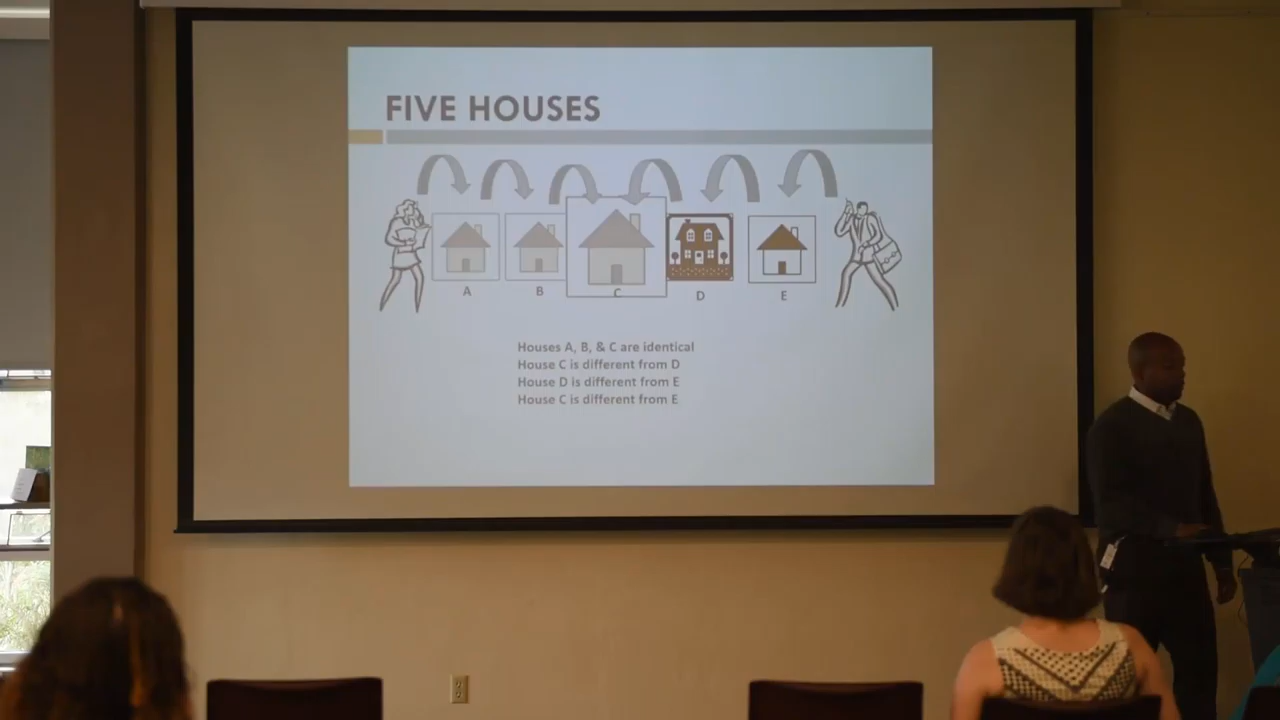 FIVE HOUSES
A B C D E
Houses A, B, & C are identical
House C is different from D
House D is different from E
House C is different from E